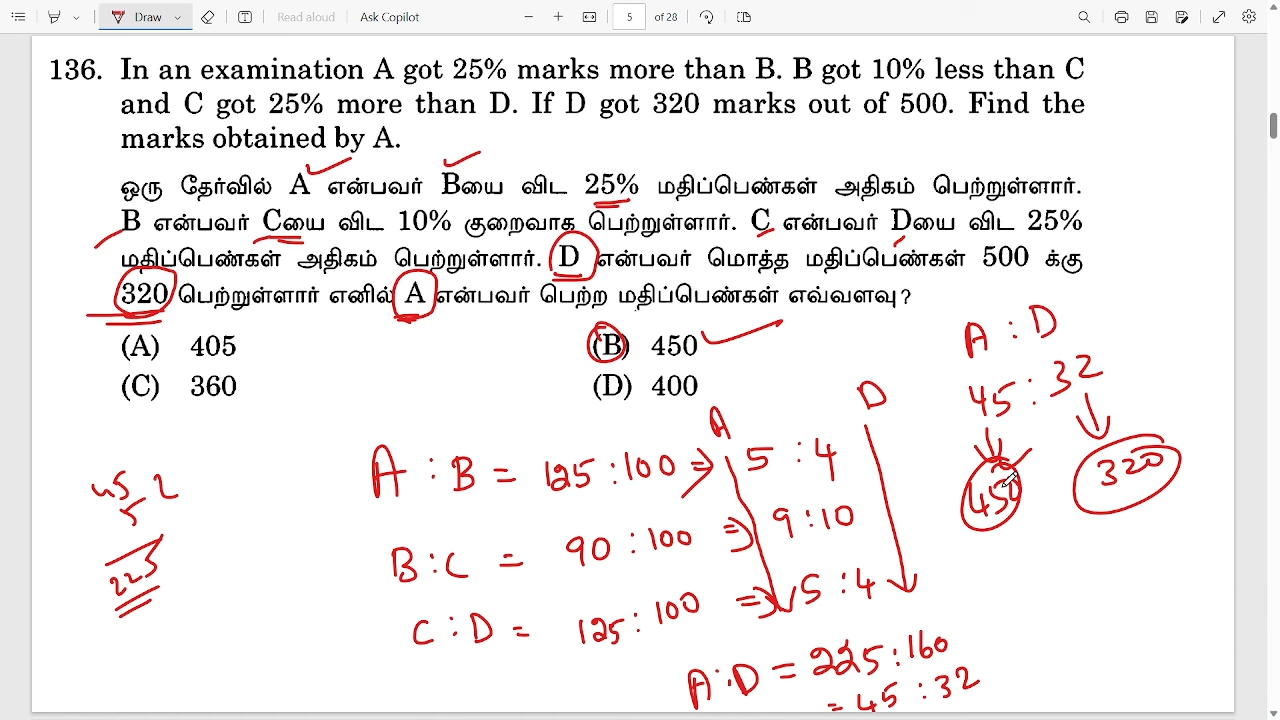 Draw Read aloud Ask Copilot 5 of 28
136. In an examination A got 25% marks more than B. B got 10% less than C
and C got 25% more than D. If D got 320 marks out of 500. Find the
marks obtained by A.
ஒரு தேர்வில் A என்பவர் Bயை விட 25% மதிப்பெண்கள் அதிகம் பெற்றுள்ளார்.
B என்பவர் Cயை விட 10% குறைவாக பெற்றுள்ளார். C என்பவர் Dயை விட 25%
மதிப்பெண்கள் அதிகம் பெற்றுள்ளார். D என்பவர் மொத்த மதிப்பெண்கள் 500 க்கு
320 பெற்றுள்ளார் எனில் A என்பவர் பெற்ற மதிப்பெண்கள் எவ்வளவு?
(A) 405 (B) 450
(C) 360 (D) 400
A : D
45 : 32
450 320
A D
A : B = 125 : 100 ⇒ 5 : 4
B : C = 90 : 100 ⇒ 9 : 10
C : D = 125 : 100 ⇒ 5 : 4
A : D = 225 : 160
= 45 : 32
45 2
5
225